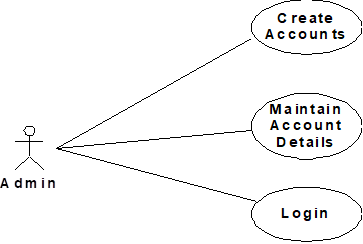 Create
Accounts
Maintain
Account
Details
Admin
Login